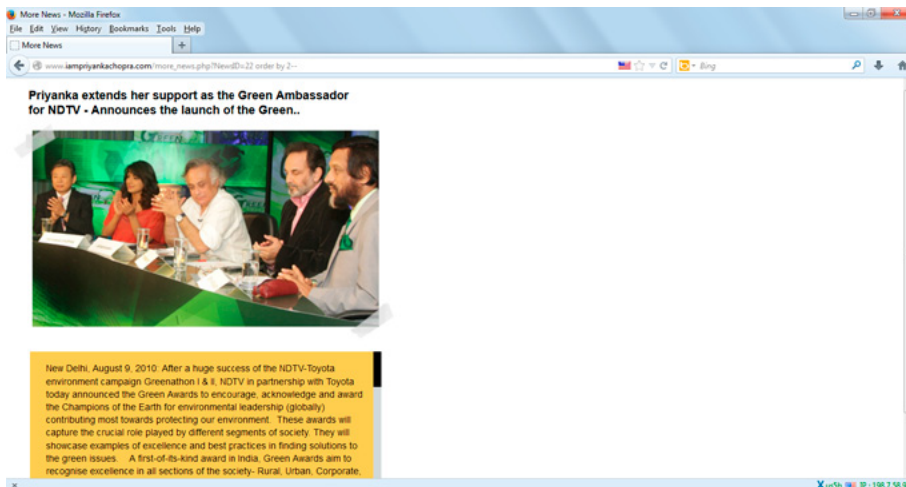 More News - Mozilla Firefox
File Edit View History Bookmarks Tools Help
More News
+
www.iampriyankachopra.com/more_news.php?NewsID=22 order by 2--
Bing
Priyanka extends her support as the Green Ambassador
for NDTV - Announces the launch of the Green..
New Delhi, August 9, 2010: After a huge success of the NDTV-Toyota
environment campaign Greenathon I & II, NDTV in partnership with Toyota
today announced the Green Awards to encourage, acknowledge and award
the Champions of the Earth for environmental leadership (globally)
contributing most towards protecting our environment. These awards will
capture the crucial role played by different segments of society. They will
showcase examples of excellence and best practices in finding solutions to
the green issues. A first-of-its-kind award in India, Green Awards aim to
recognise excellence in all sections of the society- Rural, Urban, Corporate,